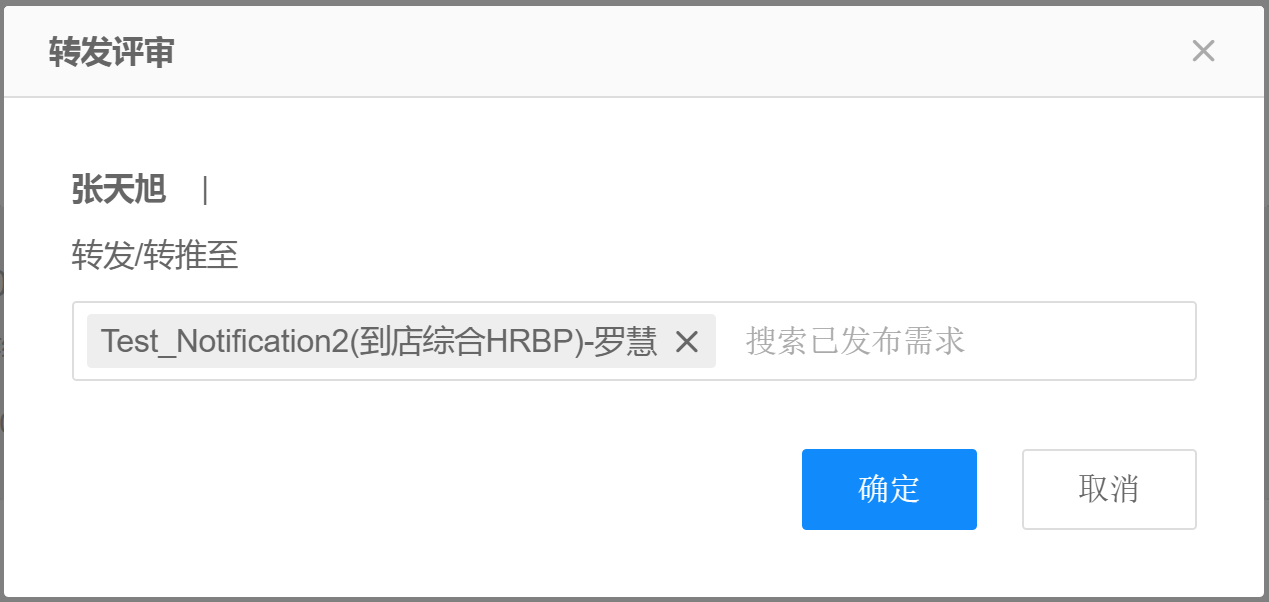 转发评审
张天旭 |
转发/转推至
Test_Notification2(到店综合HRBP)-罗慧 搜索已发布需求
确定 取消